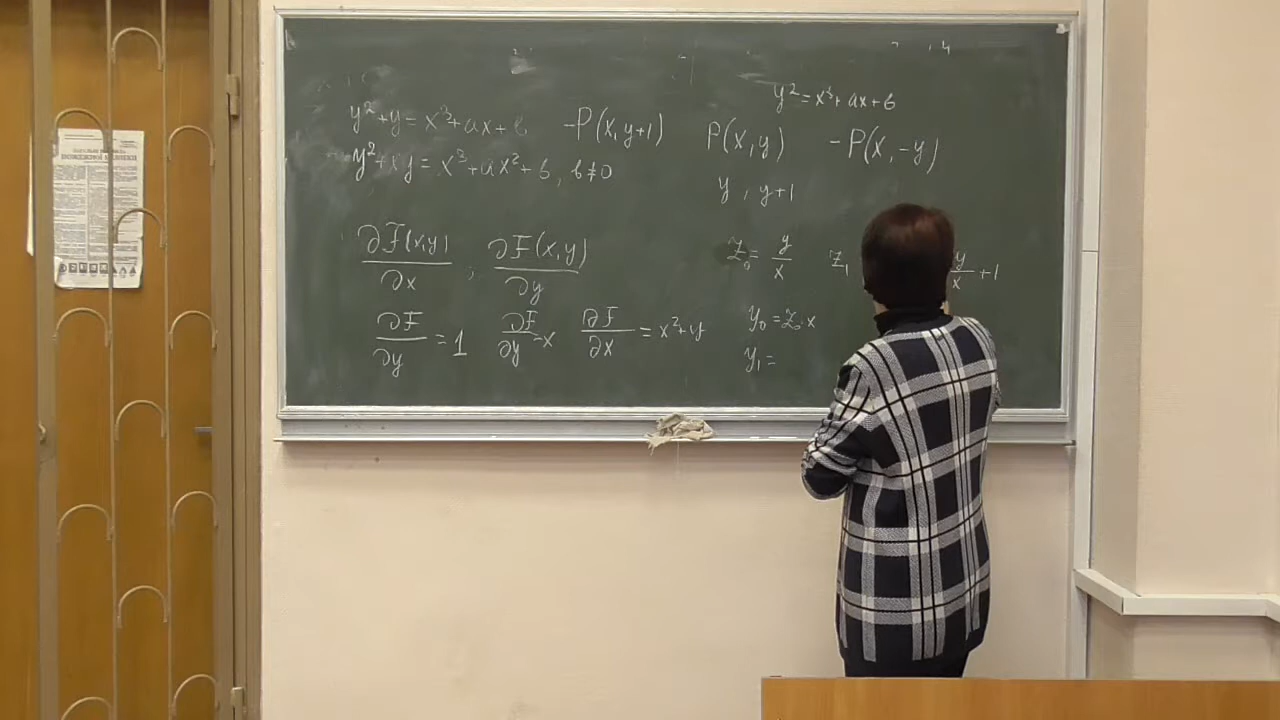 y² + y = x³ + ax + b   -P(x, y+1)
y² + xy = x³ + ax² + b, b ≠ 0
∂F(x,y)/∂x , ∂F(x,y)/∂y
∂F/∂y = 1   ∂F/∂y = x   ∂F/∂x = x² + y
y² = x³ + ax + b
P(x, y)   -P(x, -y)
y , y+1
z₀ = y/x   z₁   y/x + 1
y₀ = z₀ · x
y₁ =